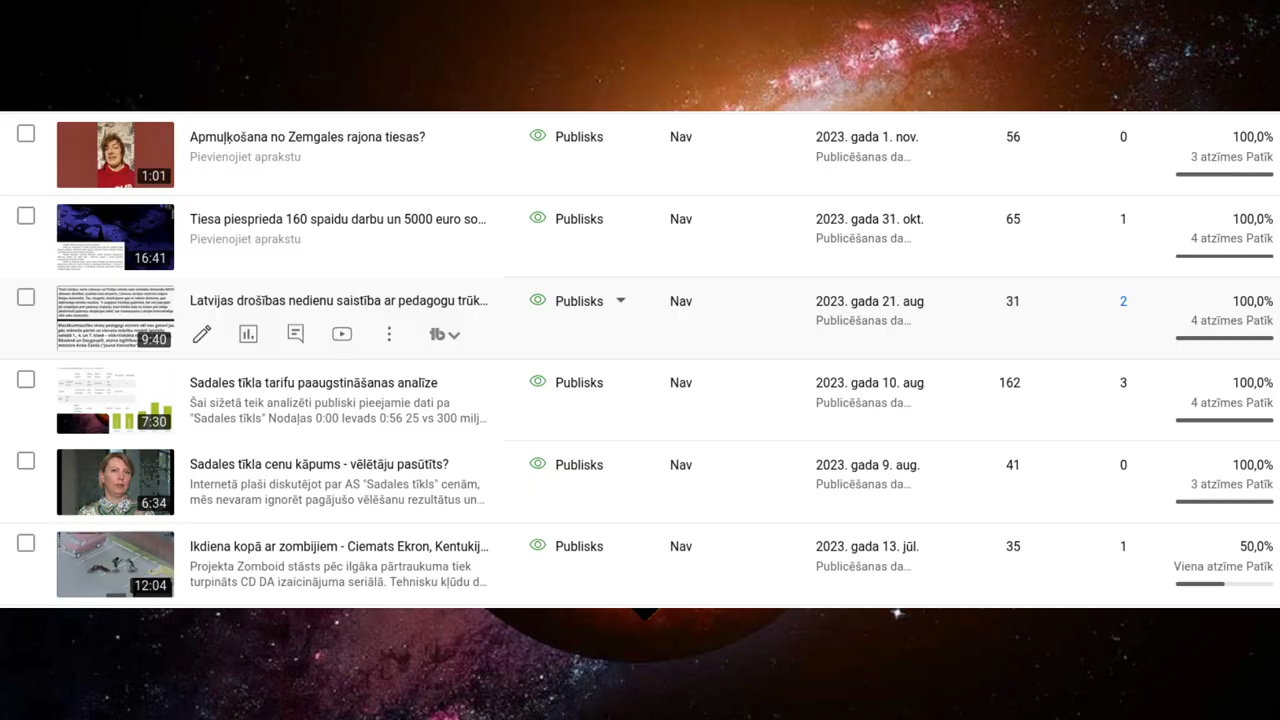 Apmuļķošana no Zemgales rajona tiesas? Publisks Nav 2023. gada 1. nov. 56 0 100,0%
Pievienojiet aprakstu Publicēšanas da… 3 atzīmes Patīk
1:01
Tiesa piesprieda 160 spaidu darbu un 5000 euro so… Publisks Nav 2023. gada 31. okt. 65 1 100,0%
Pievienojiet aprakstu Publicēšanas da… 4 atzīmes Patīk
16:41
Latvijas drošības nedienu saistība ar pedagogu trūk… Publisks Nav 2023. gada 21. aug 31 2 100,0%
Publicēšanas da… 4 atzīmes Patīk
9:40
Sadales tīkla tarifu paaugstināšanas analīze Publisks Nav 2023. gada 10. aug 162 3 100,0%
Šai sižetā teik analizēti publiski pieejamie dati pa Publicēšanas da… 4 atzīmes Patīk
"Sadales tīkls" Nodaļas 0:00 Ievads 0:56 25 vs 300 milj…
7:30
Sadales tīkla cenu kāpums - vēlētāju pasūtīts? Publisks Nav 2023. gada 9. aug. 41 0 100,0%
Internetā plaši diskutējot par AS "Sadales tīkls" cenām, Publicēšanas da… 3 atzīmes Patīk
mēs nevaram ignorēt pagājušo vēlēšanu rezultātus un…
6:34
Ikdiena kopā ar zombijiem - Ciemats Ekron, Kentukij… Publisks Nav 2023. gada 13. jūl. 35 1 50,0%
Projekta Zomboid stāsts pēc ilgāka pārtraukuma tiek Publicēšanas da… Viena atzīme Patīk
turpināts CD DA izaicinājuma seriālā. Tehnisku kļūdu d…
12:04